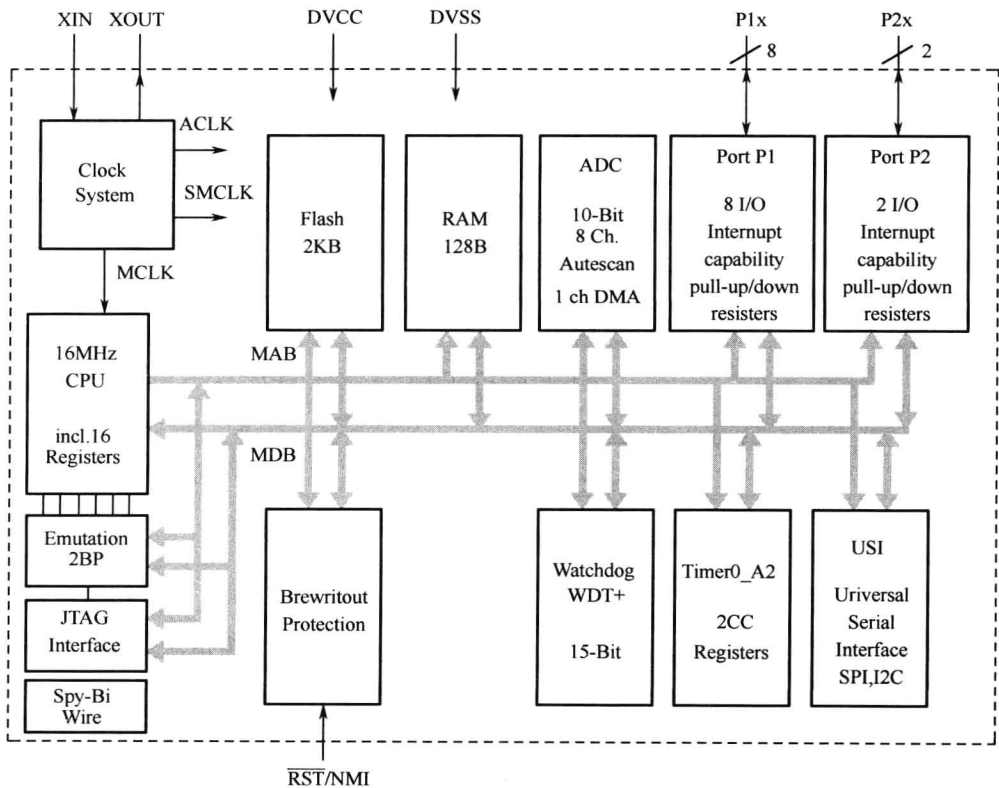 XIN
XOUT
DVCC
DVSS
P1x
P2x
8
2
Clock
System
ACLK
SMCLK
MCLK
Flash
2KB
RAM
128B
ADC
10-Bit
8 Ch.
Autescan
1 ch DMA
Port P1
8 I/O
Internupt
capability
pull-up/down
resisters
Port P2
2 I/O
Internupt
capability
pull-up/down
resisters
16MHz
CPU
incl.16
Registers
MAB
MDB
Emutation
2BP
JTAG
Interface
Spy-Bi
Wire
Brewritout
Protection
Watchdog
WDT+
15-Bit
Timer0_A2
2CC
Registers
USI
Uriversal
Serial
Interface
SPI,I2C
RST/NMI